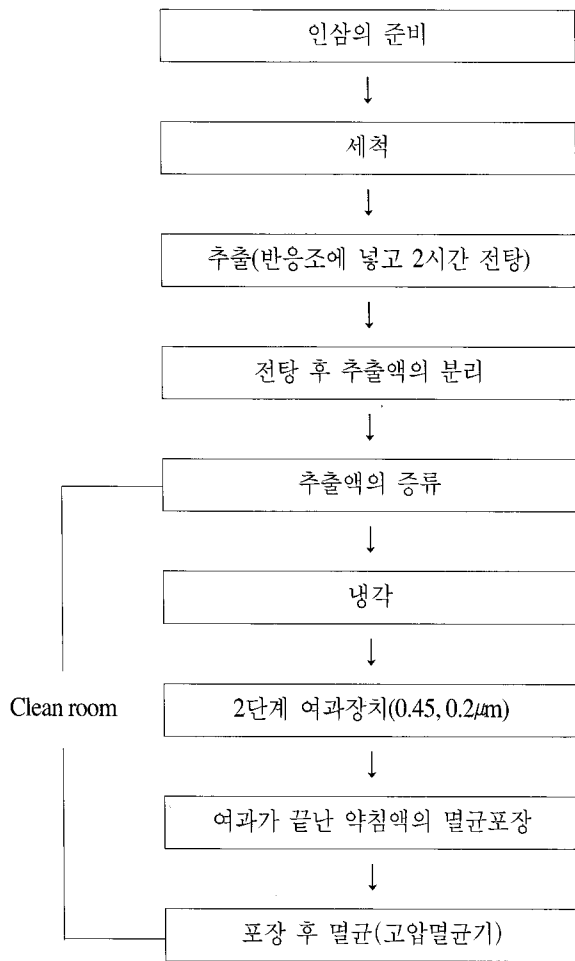 인삼의 준비
↓
세척
↓
추출(반응조에 넣고 2시간 전탕)
↓
전탕 후 추출액의 분리
↓
추출액의 증류
↓
냉각
↓
Clean room
2단계 여과장치(0.45, 0.2㎛)
↓
여과가 끝난 약침액의 멸균포장
↓
포장 후 멸균(고압멸균기)